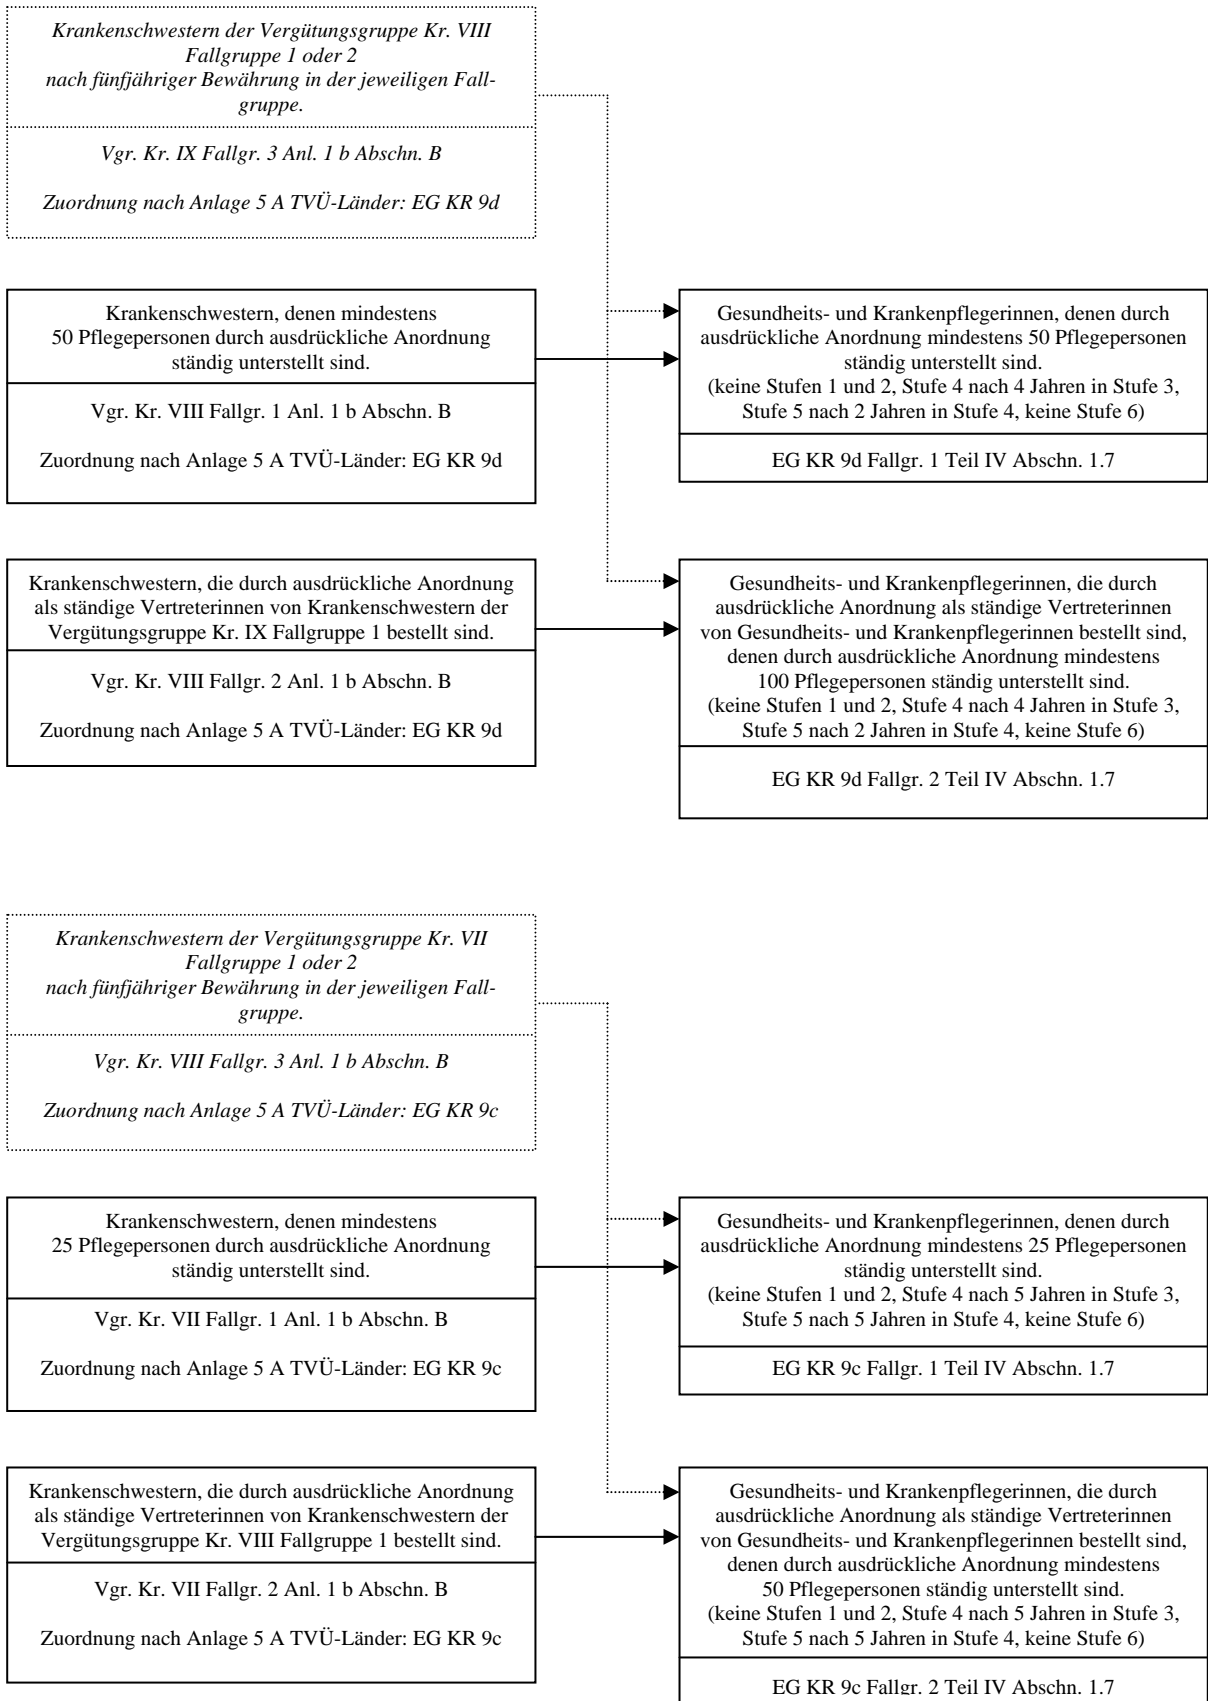 Krankenschwestern der Vergütungsgruppe Kr. VIII
Fallgruppe 1 oder 2
nach fünfjähriger Bewährung in der jeweiligen Fall-
gruppe.
Vgr. Kr. IX Fallgr. 3 Anl. 1 b Abschn. B
Zuordnung nach Anlage 5 A TVÜ-Länder: EG KR 9d
Krankenschwestern, denen mindestens
50 Pflegepersonen durch ausdrückliche Anordnung
ständig unterstellt sind.
Vgr. Kr. VIII Fallgr. 1 Anl. 1 b Abschn. B
Zuordnung nach Anlage 5 A TVÜ-Länder: EG KR 9d
Gesundheits- und Krankenpflegerinnen, denen durch
ausdrückliche Anordnung mindestens 50 Pflegepersonen
ständig unterstellt sind.
(keine Stufen 1 und 2, Stufe 4 nach 4 Jahren in Stufe 3,
Stufe 5 nach 2 Jahren in Stufe 4, keine Stufe 6)
EG KR 9d Fallgr. 1 Teil IV Abschn. 1.7
Krankenschwestern, die durch ausdrückliche Anordnung
als ständige Vertreterinnen von Krankenschwestern der
Vergütungsgruppe Kr. IX Fallgruppe 1 bestellt sind.
Vgr. Kr. VIII Fallgr. 2 Anl. 1 b Abschn. B
Zuordnung nach Anlage 5 A TVÜ-Länder: EG KR 9d
Gesundheits- und Krankenpflegerinnen, die durch
ausdrückliche Anordnung als ständige Vertreterinnen
von Gesundheits- und Krankenpflegerinnen bestellt sind,
denen durch ausdrückliche Anordnung mindestens
100 Pflegepersonen ständig unterstellt sind.
(keine Stufen 1 und 2, Stufe 4 nach 4 Jahren in Stufe 3,
Stufe 5 nach 2 Jahren in Stufe 4, keine Stufe 6)
EG KR 9d Fallgr. 2 Teil IV Abschn. 1.7
Krankenschwestern der Vergütungsgruppe Kr. VII
Fallgruppe 1 oder 2
nach fünfjähriger Bewährung in der jeweiligen Fall-
gruppe.
Vgr. Kr. VIII Fallgr. 3 Anl. 1 b Abschn. B
Zuordnung nach Anlage 5 A TVÜ-Länder: EG KR 9c
Krankenschwestern, denen mindestens
25 Pflegepersonen durch ausdrückliche Anordnung
ständig unterstellt sind.
Vgr. Kr. VII Fallgr. 1 Anl. 1 b Abschn. B
Zuordnung nach Anlage 5 A TVÜ-Länder: EG KR 9c
Gesundheits- und Krankenpflegerinnen, denen durch
ausdrückliche Anordnung mindestens 25 Pflegepersonen
ständig unterstellt sind.
(keine Stufen 1 und 2, Stufe 4 nach 5 Jahren in Stufe 3,
Stufe 5 nach 5 Jahren in Stufe 4, keine Stufe 6)
EG KR 9c Fallgr. 1 Teil IV Abschn. 1.7
Krankenschwestern, die durch ausdrückliche Anordnung
als ständige Vertreterinnen von Krankenschwestern der
Vergütungsgruppe Kr. VIII Fallgruppe 1 bestellt sind.
Vgr. Kr. VII Fallgr. 2 Anl. 1 b Abschn. B
Zuordnung nach Anlage 5 A TVÜ-Länder: EG KR 9c
Gesundheits- und Krankenpflegerinnen, die durch
ausdrückliche Anordnung als ständige Vertreterinnen
von Gesundheits- und Krankenpflegerinnen bestellt sind,
denen durch ausdrückliche Anordnung mindestens
50 Pflegepersonen ständig unterstellt sind.
(keine Stufen 1 und 2, Stufe 4 nach 5 Jahren in Stufe 3,
Stufe 5 nach 5 Jahren in Stufe 4, keine Stufe 6)
EG KR 9c Fallgr. 2 Teil IV Abschn. 1.7